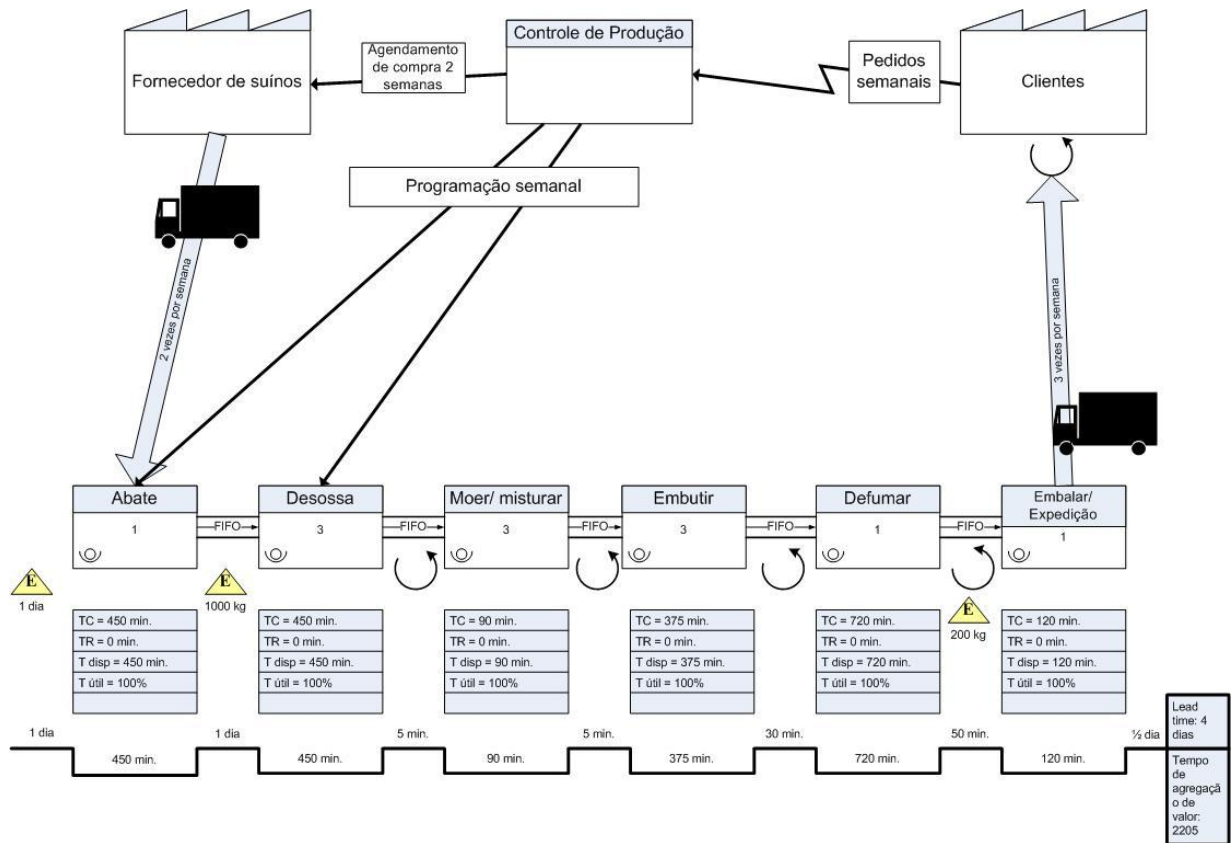 Controle de Produção
Fornecedor de suínos
Agendamento
de compra 2
semanas
Pedidos
semanais
Clientes
Programação semanal
2 vezes por semana
3 vezes por semana
Abate
1
FIFO
Desossa
3
FIFO
Moer/ misturar
3
FIFO
Embutir
3
FIFO
Defumar
1
FIFO
Embalar/
Expedição
1
E
1 dia
E
1000 kg
E
200 kg
TC = 450 min.
TR = 0 min.
T disp = 450 min.
T útil = 100%
TC = 450 min.
TR = 0 min.
T disp = 450 min.
T útil = 100%
TC = 90 min.
TR = 0 min.
T disp = 90 min.
T útil = 100%
TC = 375 min.
TR = 0 min.
T disp = 375 min.
T útil = 100%
TC = 720 min.
TR = 0 min.
T disp = 720 min.
T útil = 100%
TC = 120 min.
TR = 0 min.
T disp = 120 min.
T útil = 100%
1 dia
450 min.
1 dia
450 min.
5 min.
90 min.
5 min.
375 min.
30 min.
720 min.
50 min.
120 min.
½ dia
Lead
time: 4
dias
Tempo
de
agregaçã
o de
valor:
2205